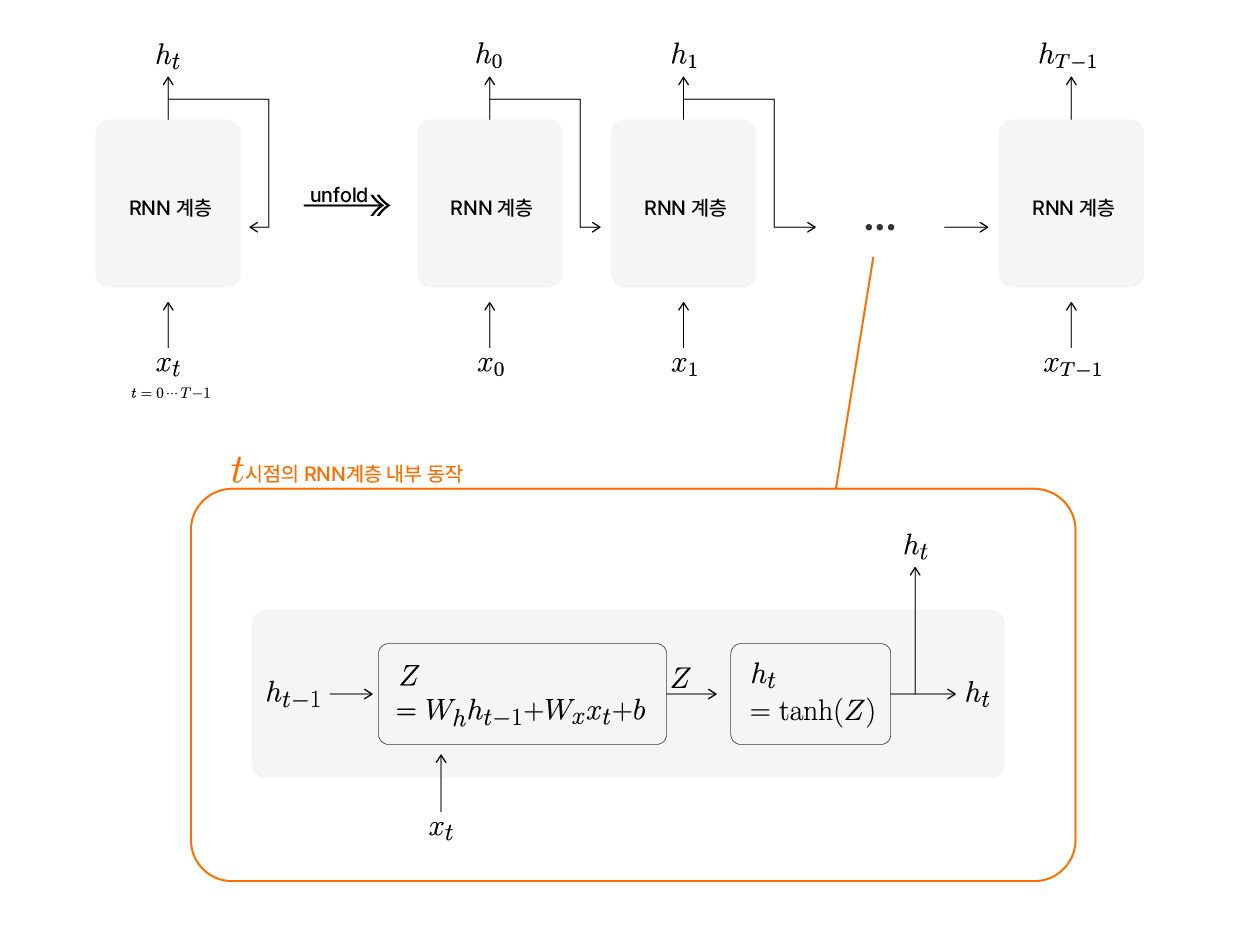 h_t
h_0
h_1
h_{T-1}
RNN 계층
unfold
RNN 계층
RNN 계층
•••
RNN 계층
x_t
t = 0 ⋯ T-1
x_0
x_1
x_{T-1}
t시점의 RNN계층 내부 동작
h_t
h_{t-1}
Z
= W_h h_{t-1}+W_x x_t+b
Z
h_t
= tanh(Z)
h_t
x_t